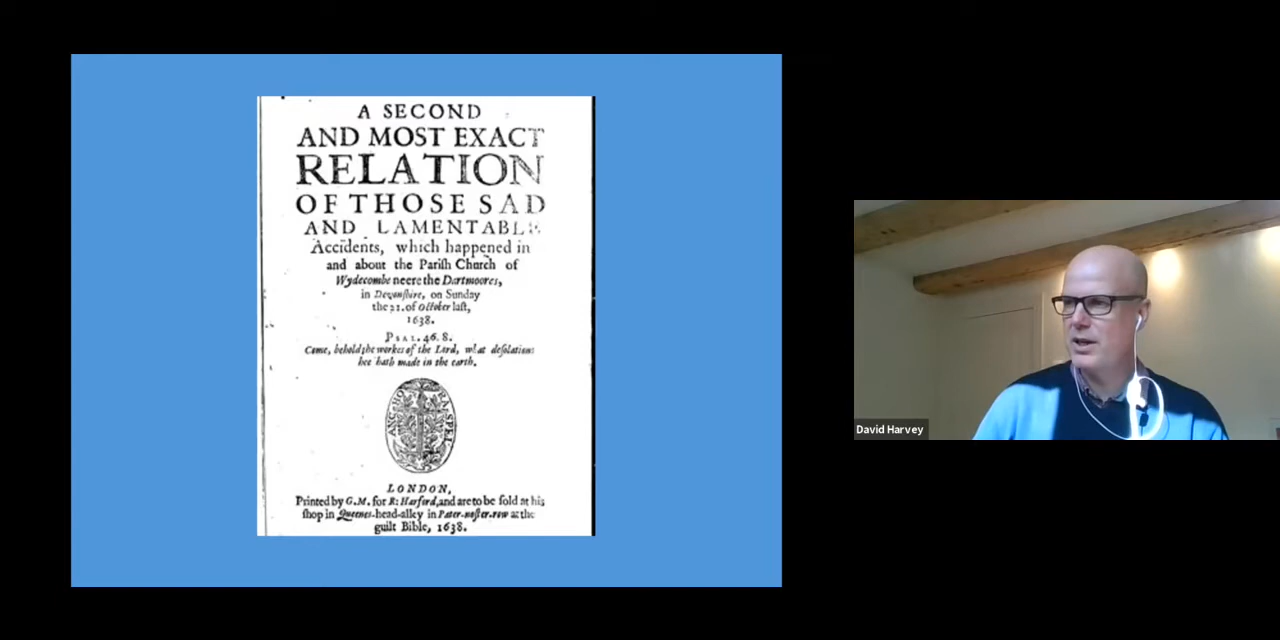 A SECOND
AND MOST EXACT
RELATION
OF THOSE SAD
AND LAMENTABLE
Accidents, which happened in
and about the Pariſh Church of
Wydecombe neere the Dartmoores,
in Devonſhire, on Sunday
the 21. of October laſt,
1638.
PSAL. 46. 8.
Come, behold the workes of the Lord, what deſolations
hee hath made in the earth.
ANCHORA SPEI
LONDON,
Printed by G.M. for R: Harford, and are to be ſold at his
ſhop in Queenes-head-alley in Pater-noſter-row at the
guilt Bible, 1638.
David Harvey